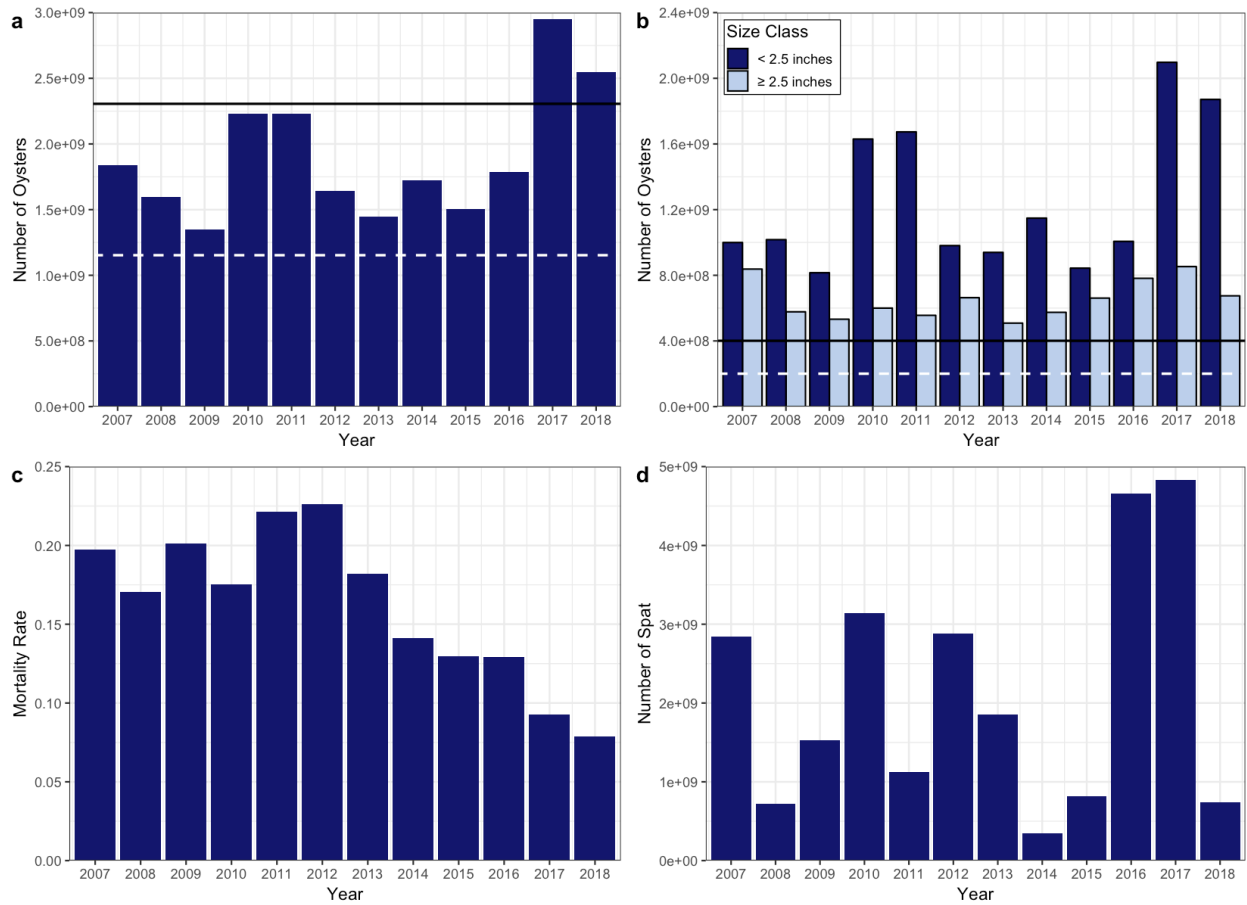 a
3.0e+09
2.5e+09
2.0e+09
1.5e+09
1.0e+09
5.0e+08
0.0e+00
Number of Oysters
2007 2008 2009 2010 2011 2012 2013 2014 2015 2016 2017 2018
Year
b
Size Class
< 2.5 inches
≥ 2.5 inches
2.4e+09
2.0e+09
1.6e+09
1.2e+09
8.0e+08
4.0e+08
0.0e+00
Number of Oysters
2007 2008 2009 2010 2011 2012 2013 2014 2015 2016 2017 2018
Year
c
0.25
0.20
0.15
0.10
0.05
0.00
Mortality Rate
2007 2008 2009 2010 2011 2012 2013 2014 2015 2016 2017 2018
Year
d
5e+09
4e+09
3e+09
2e+09
1e+09
0e+00
Number of Spat
2007 2008 2009 2010 2011 2012 2013 2014 2015 2016 2017 2018
Year